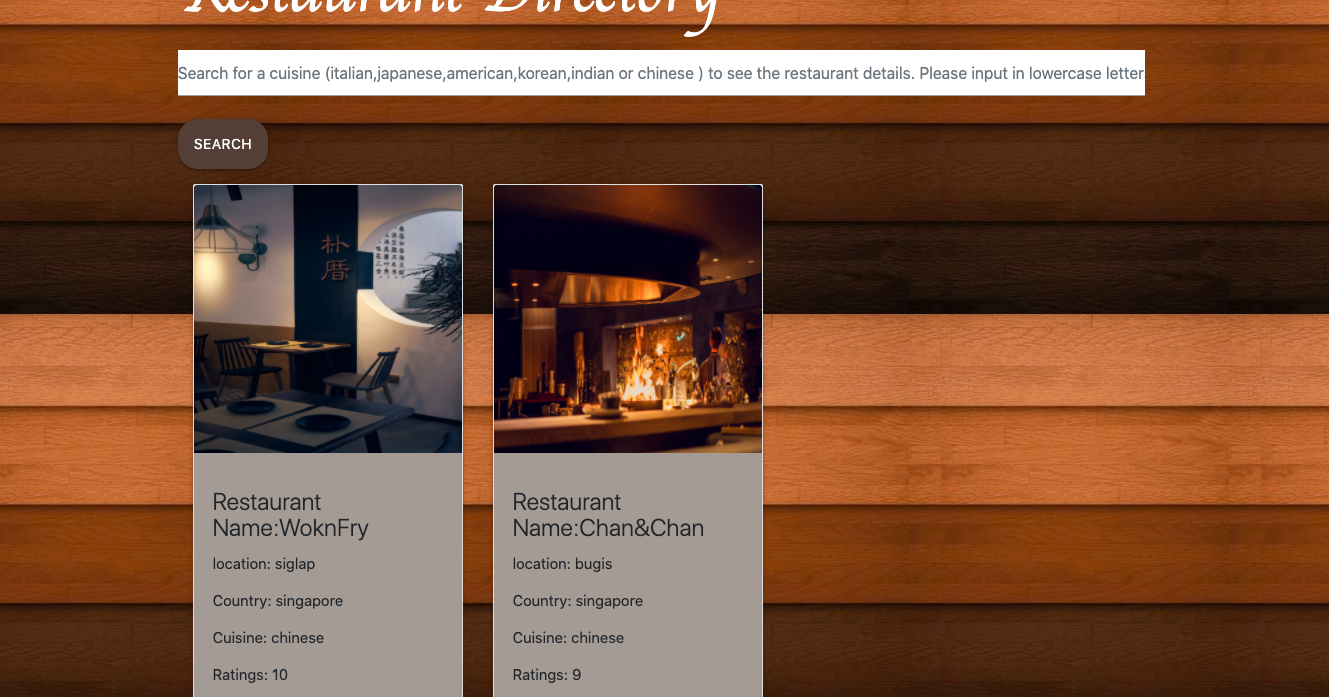 Restaurant Directory
Search for a cuisine (italian,japanese,american,korean,indian or chinese ) to see the restaurant details. Please input in lowercase letter
SEARCH
朴
厝
Restaurant
Name:WoknFry
location: siglap
Country: singapore
Cuisine: chinese
Ratings: 10
Restaurant
Name:Chan&Chan
location: bugis
Country: singapore
Cuisine: chinese
Ratings: 9